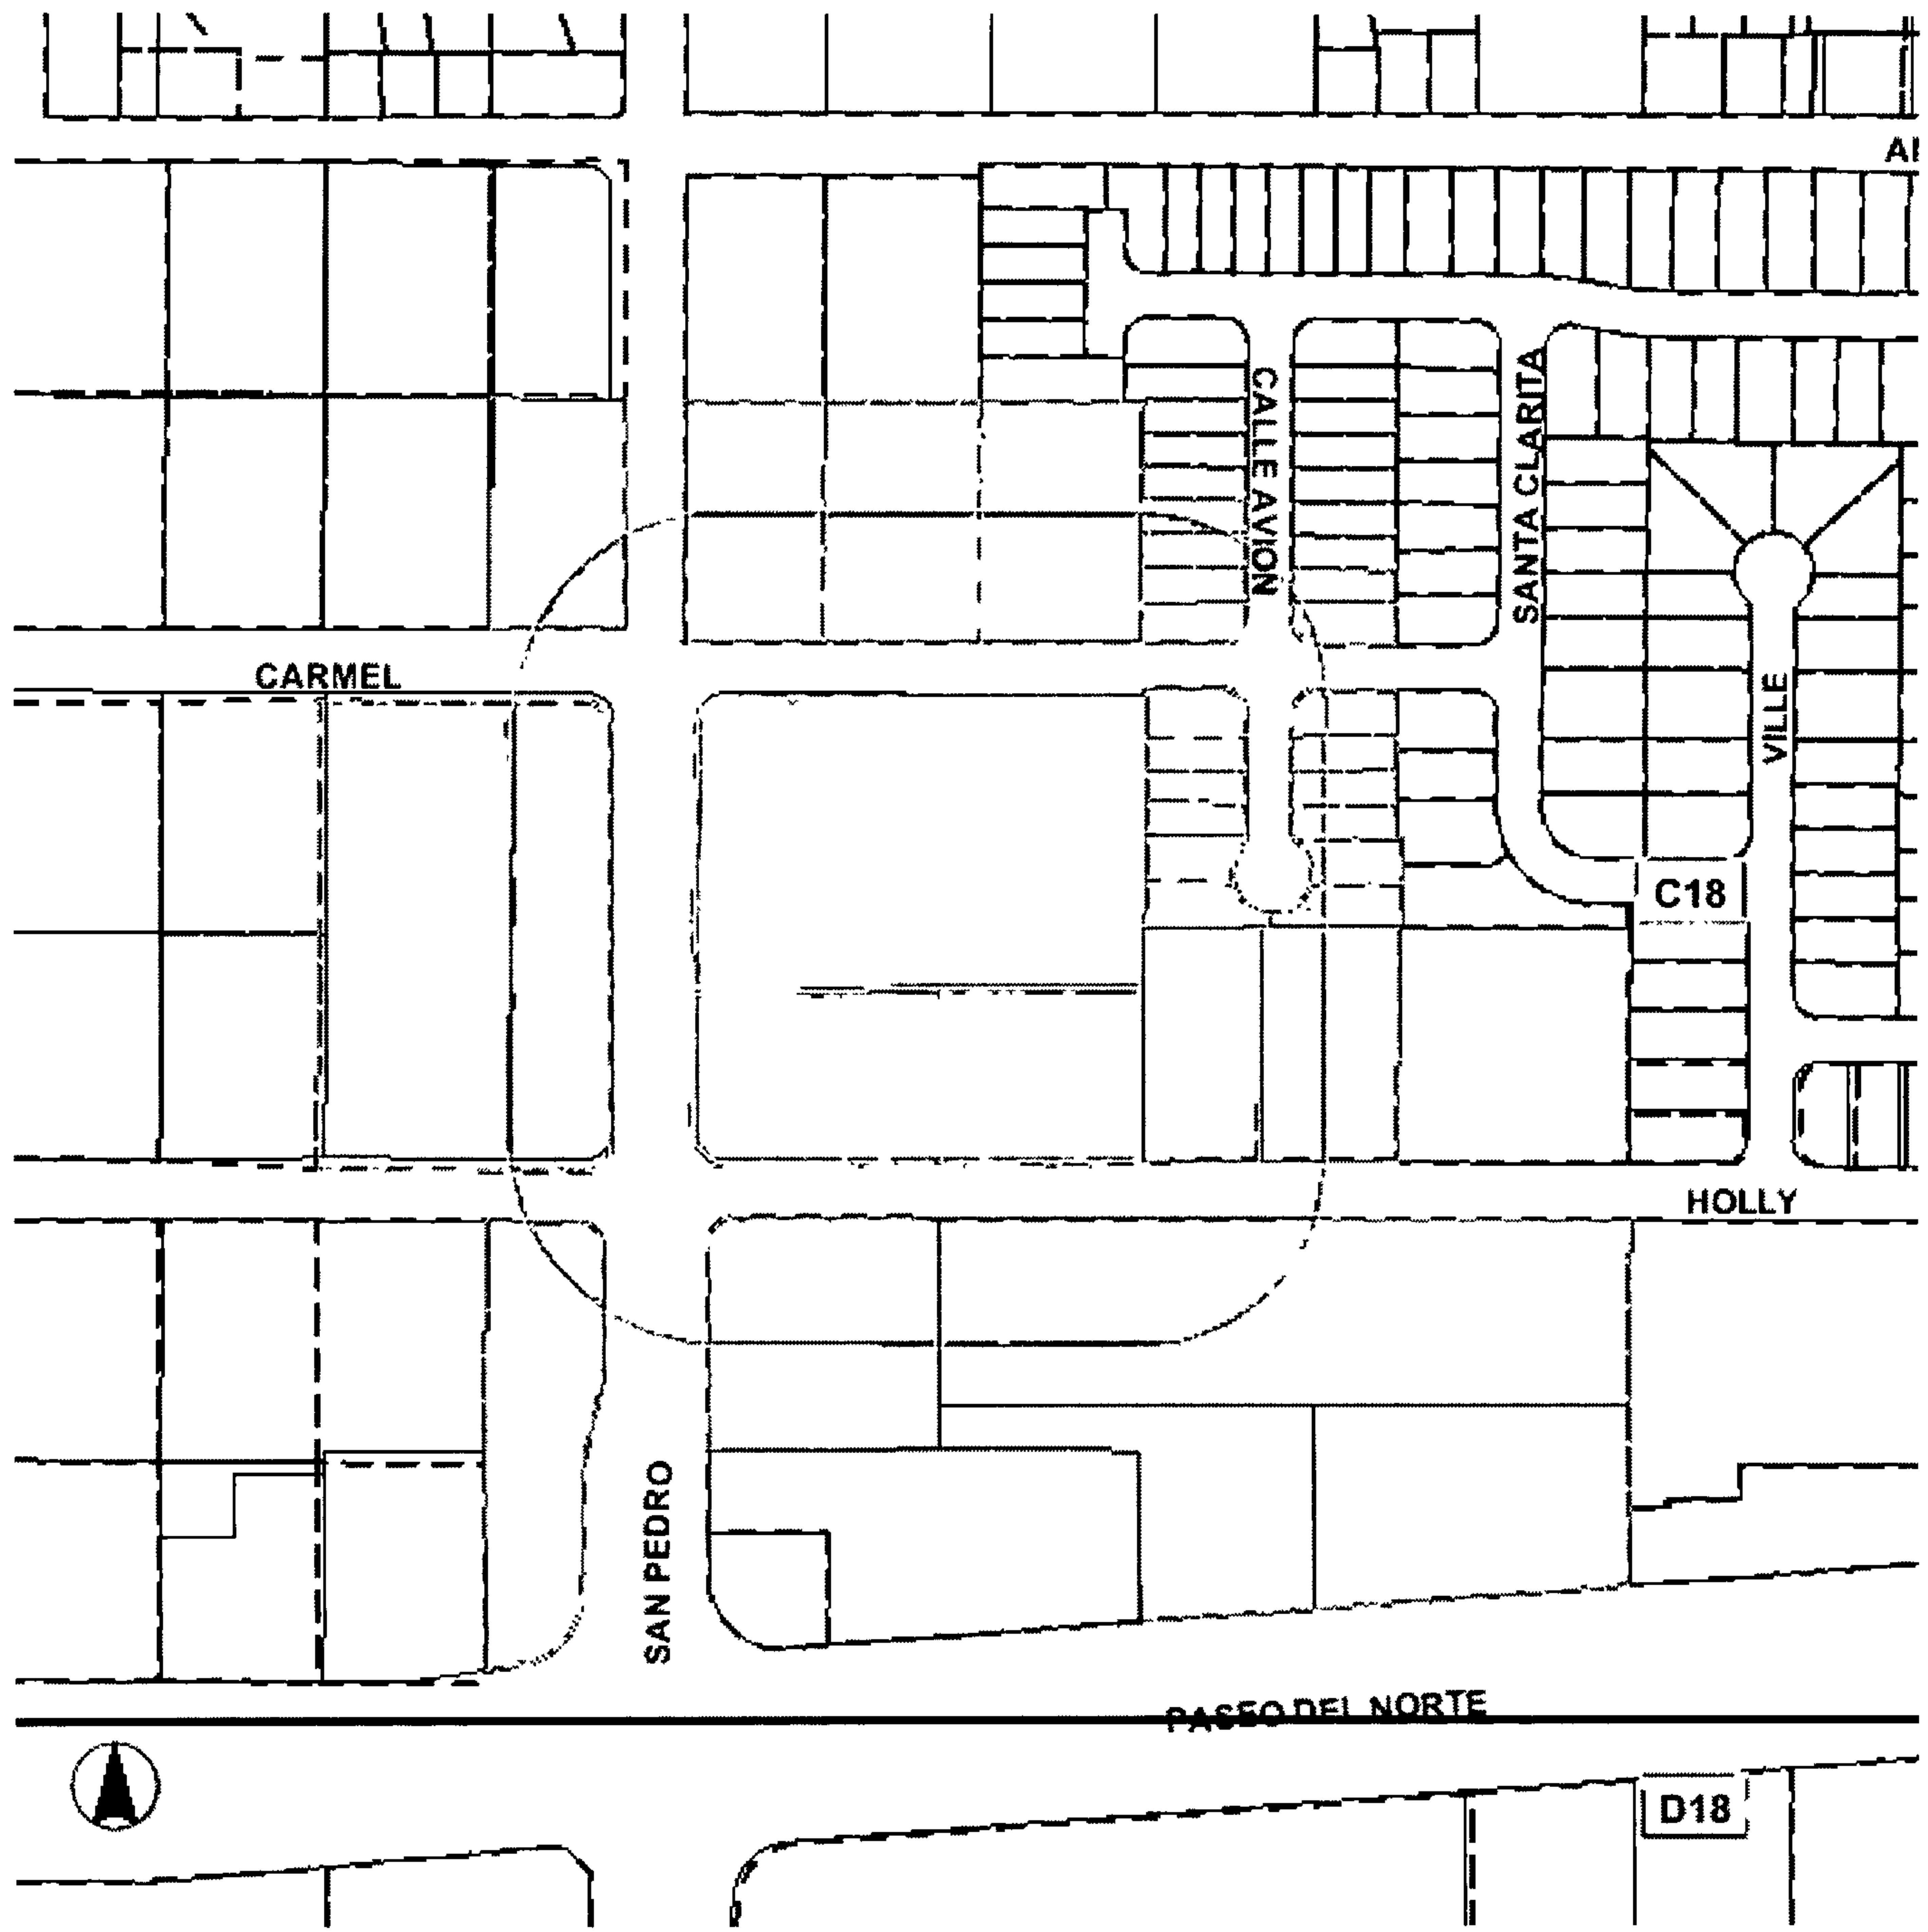 CARMEL
CALLE AVION
SANTA CLARITA
VILLE
C18
HOLLY
SAN PEDRO
PASEO DEL NORTE
D18